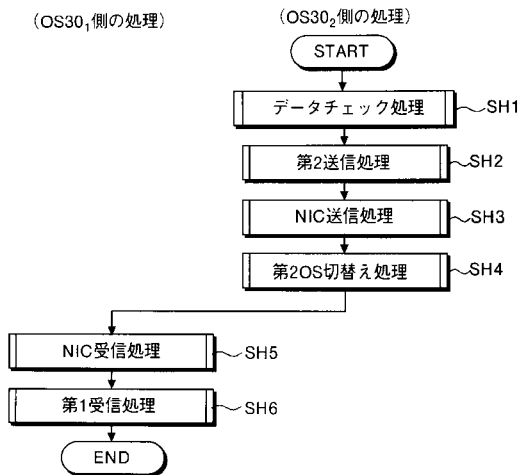 (OS30₁側の処理) (OS30₂側の処理)
START
データチェック処理 SH1
第2送信処理 SH2
NIC送信処理 SH3
第2OS切替え処理 SH4
NIC受信処理 SH5
第1受信処理 SH6
END